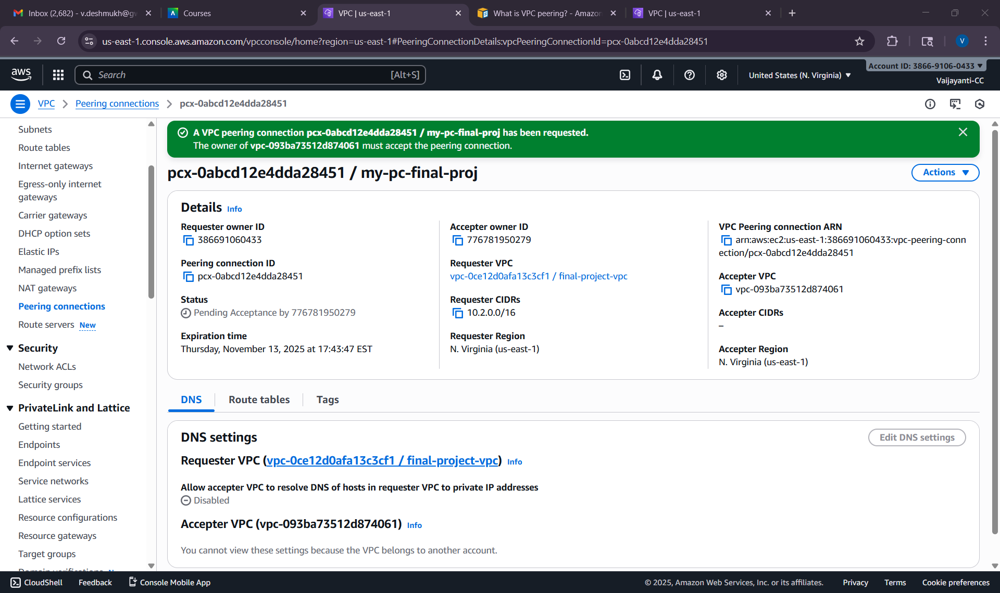 Inbox (2,682) - v.deshmukh@gw
Courses
VPC | us-east-1
What is VPC peering? - Amazon
VPC | us-east-1
us-east-1.console.aws.amazon.com/vpcconsole/home?region=us-east-1#PeeringConnectionDetails:vpcPeeringConnectionId=pcx-0abcd12e4dda28451
V
aws
Search
[Alt+S]
United States (N. Virginia)
Account ID: 3866-9106-0433
Vaijayanti-CC
VPC
Peering connections
pcx-0abcd12e4dda28451
Subnets
Route tables
Internet gateways
Egress-only internet
gateways
Carrier gateways
DHCP option sets
Elastic IPs
Managed prefix lists
NAT gateways
Peering connections
Route servers New
Security
Network ACLs
Security groups
PrivateLink and Lattice
Getting started
Endpoints
Endpoint services
Service networks
Lattice services
Resource configurations
Resource gateways
Target groups
A VPC peering connection pcx-0abcd12e4dda28451 / my-pc-final-proj has been requested.
The owner of vpc-093ba73512d874061 must accept the peering connection.
pcx-0abcd12e4dda28451 / my-pc-final-proj
Actions
Details Info
Requester owner ID
386691060433
Peering connection ID
pcx-0abcd12e4dda28451
Status
Pending Acceptance by 776781950279
Expiration time
Thursday, November 13, 2025 at 17:43:47 EST
Accepter owner ID
776781950279
Requester VPC
vpc-0ce12d0afa13c3cf1 / final-project-vpc
Requester CIDRs
10.2.0.0/16
Requester Region
N. Virginia (us-east-1)
VPC Peering connection ARN
arn:aws:ec2:us-east-1:386691060433:vpc-peering-conn
ection/pcx-0abcd12e4dda28451
Accepter VPC
vpc-093ba73512d874061
Accepter CIDRs
–
Accepter Region
N. Virginia (us-east-1)
DNS
Route tables
Tags
DNS settings
Edit DNS settings
Requester VPC (vpc-0ce12d0afa13c3cf1 / final-project-vpc) Info
Allow accepter VPC to resolve DNS of hosts in requester VPC to private IP addresses
Disabled
Accepter VPC (vpc-093ba73512d874061) Info
You cannot view these settings because the VPC belongs to another account.
CloudShell
Feedback
Console Mobile App
© 2025, Amazon Web Services, Inc. or its affiliates.
Privacy
Terms
Cookie preferences